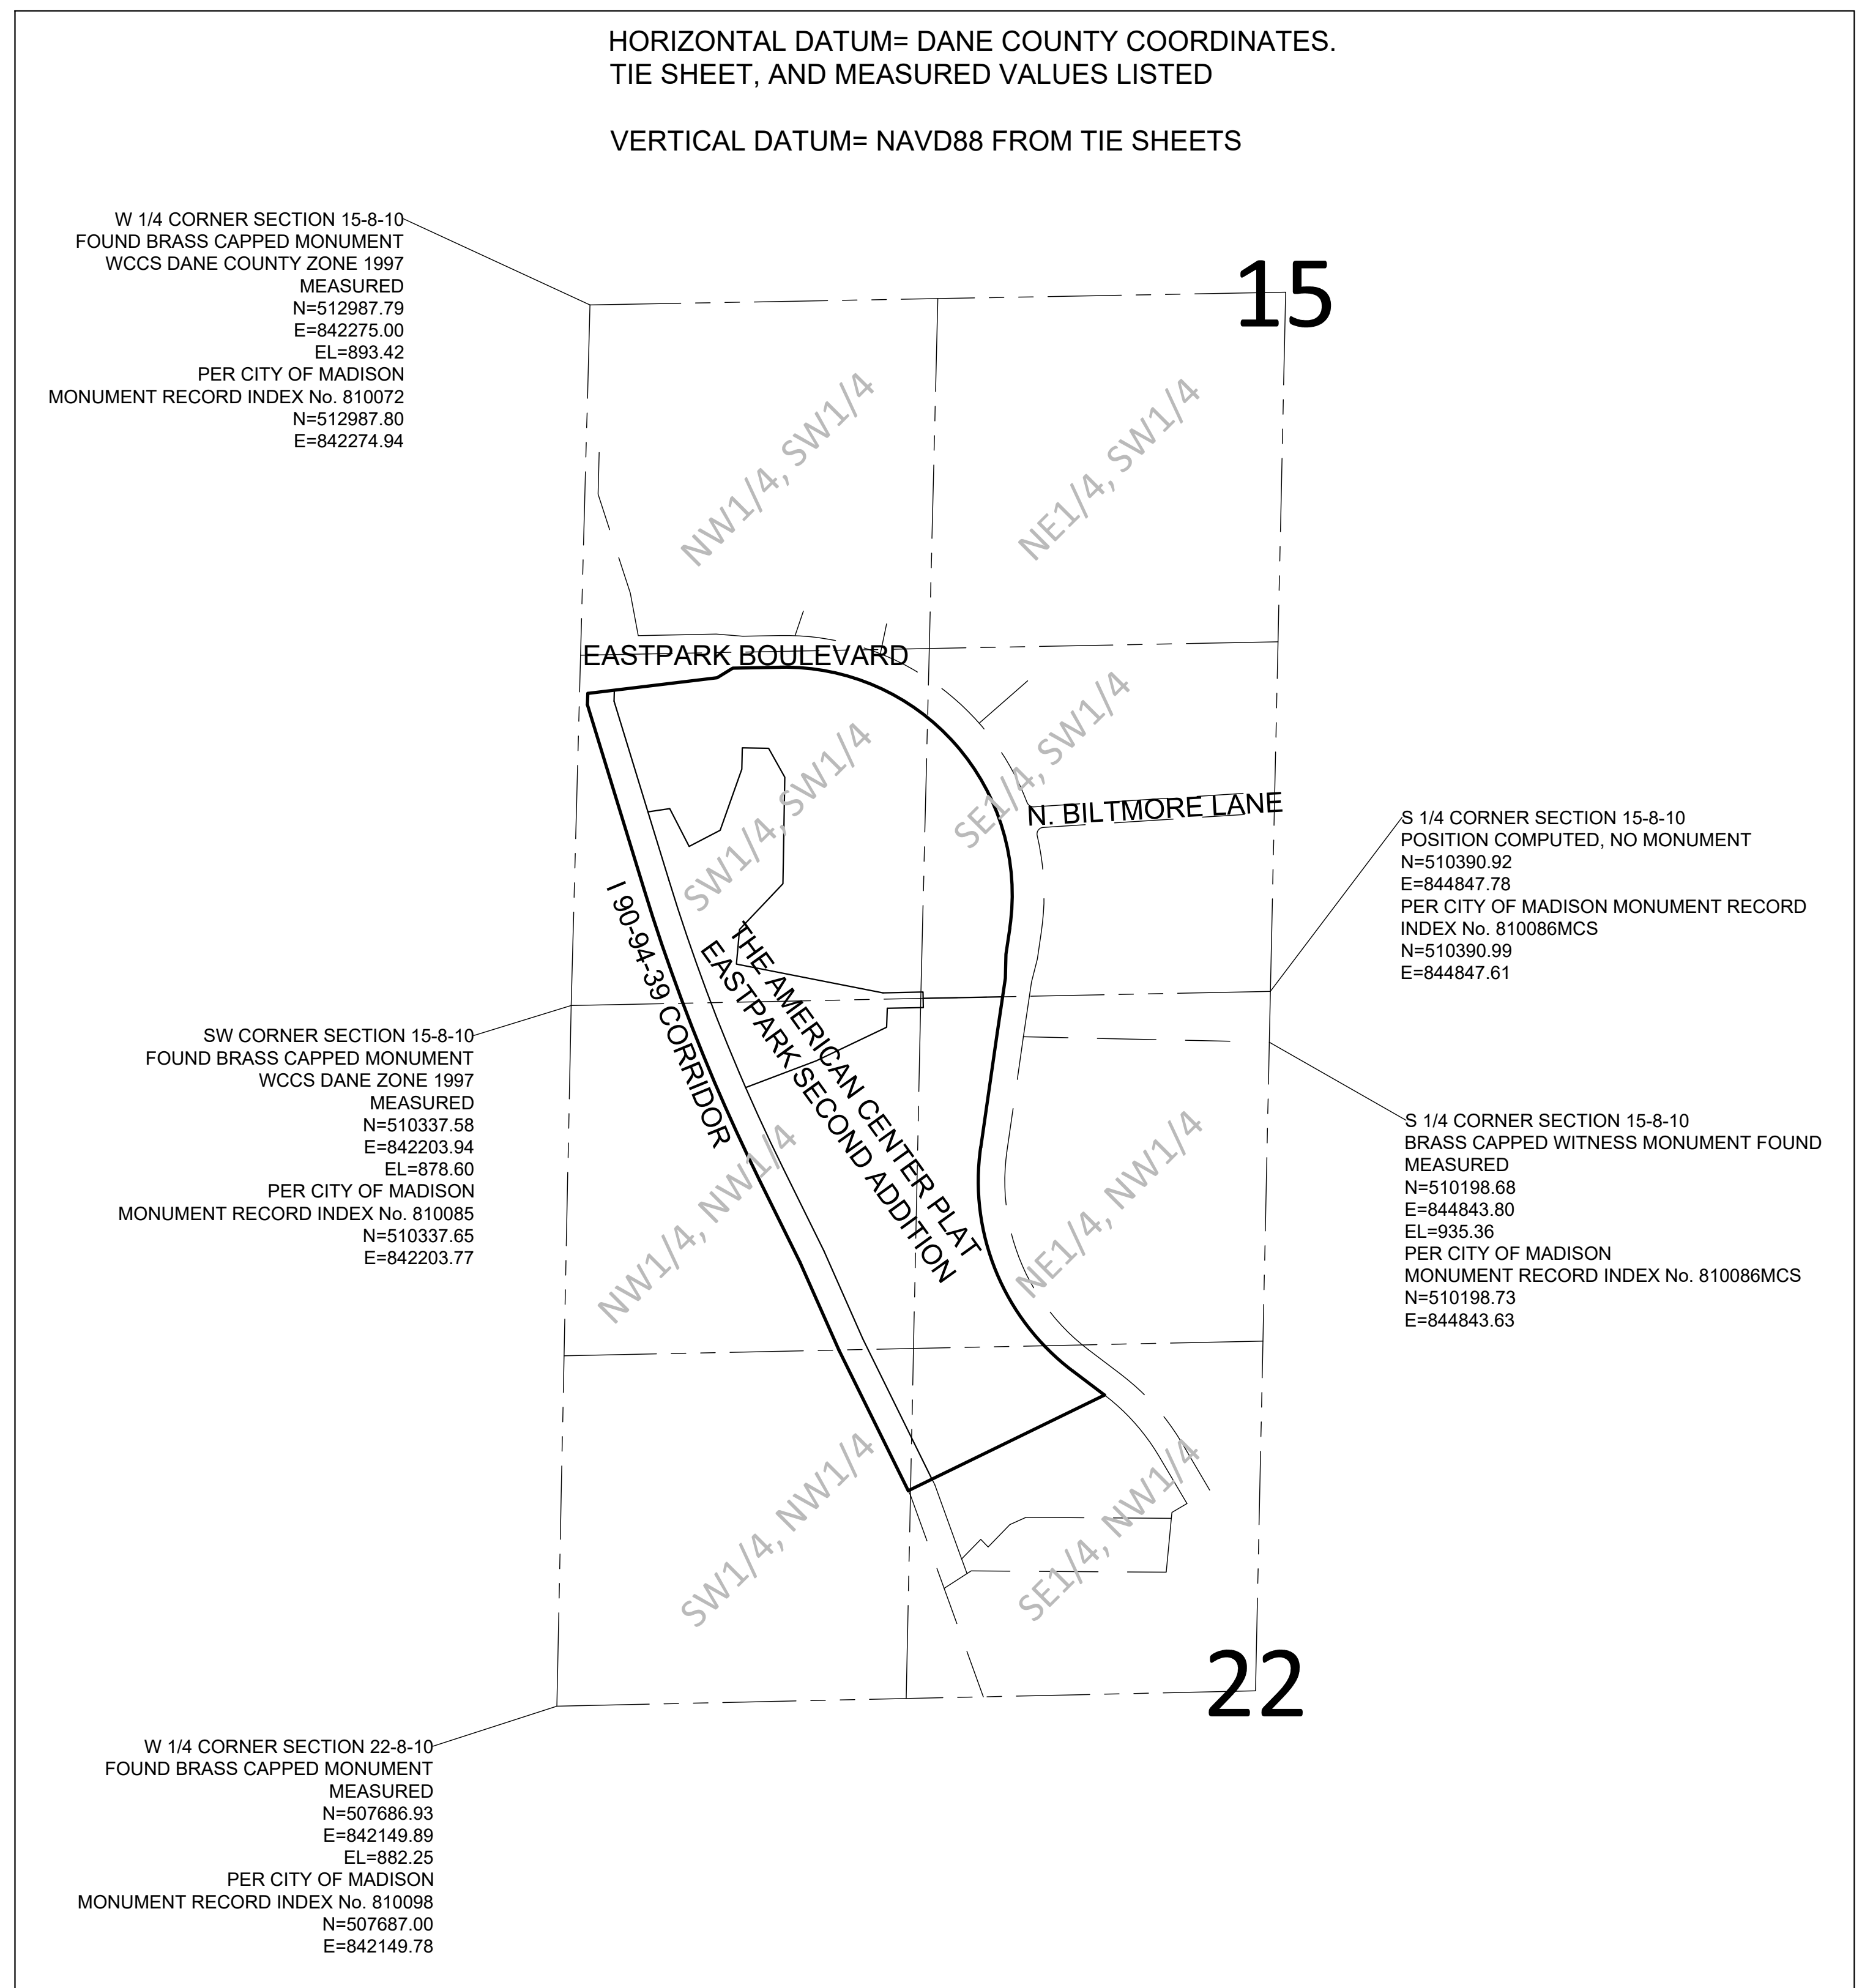 HORIZONTAL DATUM= DANE COUNTY COORDINATES.
TIE SHEET, AND MEASURED VALUES LISTED
VERTICAL DATUM= NAVD88 FROM TIE SHEETS
W 1/4 CORNER SECTION 15-8-10
FOUND BRASS CAPPED MONUMENT
WCCS DANE COUNTY ZONE 1997
MEASURED
N=512987.79
E=842275.00
EL=893.42
PER CITY OF MADISON
MONUMENT RECORD INDEX No. 810072
N=512987.80
E=842274.94
15
NW1/4, SW1/4
NE1/4, SW1/4
EASTPARK BOULEVARD
SW1/4, SW1/4
SE1/4, SW1/4
N. BILTMORE LANE
S 1/4 CORNER SECTION 15-8-10
POSITION COMPUTED, NO MONUMENT
N=510390.92
E=844847.78
PER CITY OF MADISON MONUMENT RECORD
INDEX No. 810086MCS
N=510390.99
E=844847.61
I 90-94-39 CORRIDOR
THE AMERICAN CENTER PLAT
EASTPARK SECOND ADDITION
SW CORNER SECTION 15-8-10
FOUND BRASS CAPPED MONUMENT
WCCS DANE ZONE 1997
MEASURED
N=510337.58
E=842203.94
EL=878.60
PER CITY OF MADISON
MONUMENT RECORD INDEX No. 810085
N=510337.65
E=842203.77
S 1/4 CORNER SECTION 15-8-10
BRASS CAPPED WITNESS MONUMENT FOUND
MEASURED
N=510198.68
E=844843.80
EL=935.36
PER CITY OF MADISON
MONUMENT RECORD INDEX No. 810086MCS
N=510198.73
E=844843.63
NW1/4, NW1/4
NE1/4, NW1/4
SW1/4, NW1/4
SE1/4, NW1/4
22
W 1/4 CORNER SECTION 22-8-10
FOUND BRASS CAPPED MONUMENT
MEASURED
N=507686.93
E=842149.89
EL=882.25
PER CITY OF MADISON
MONUMENT RECORD INDEX No. 810098
N=507687.00
E=842149.78